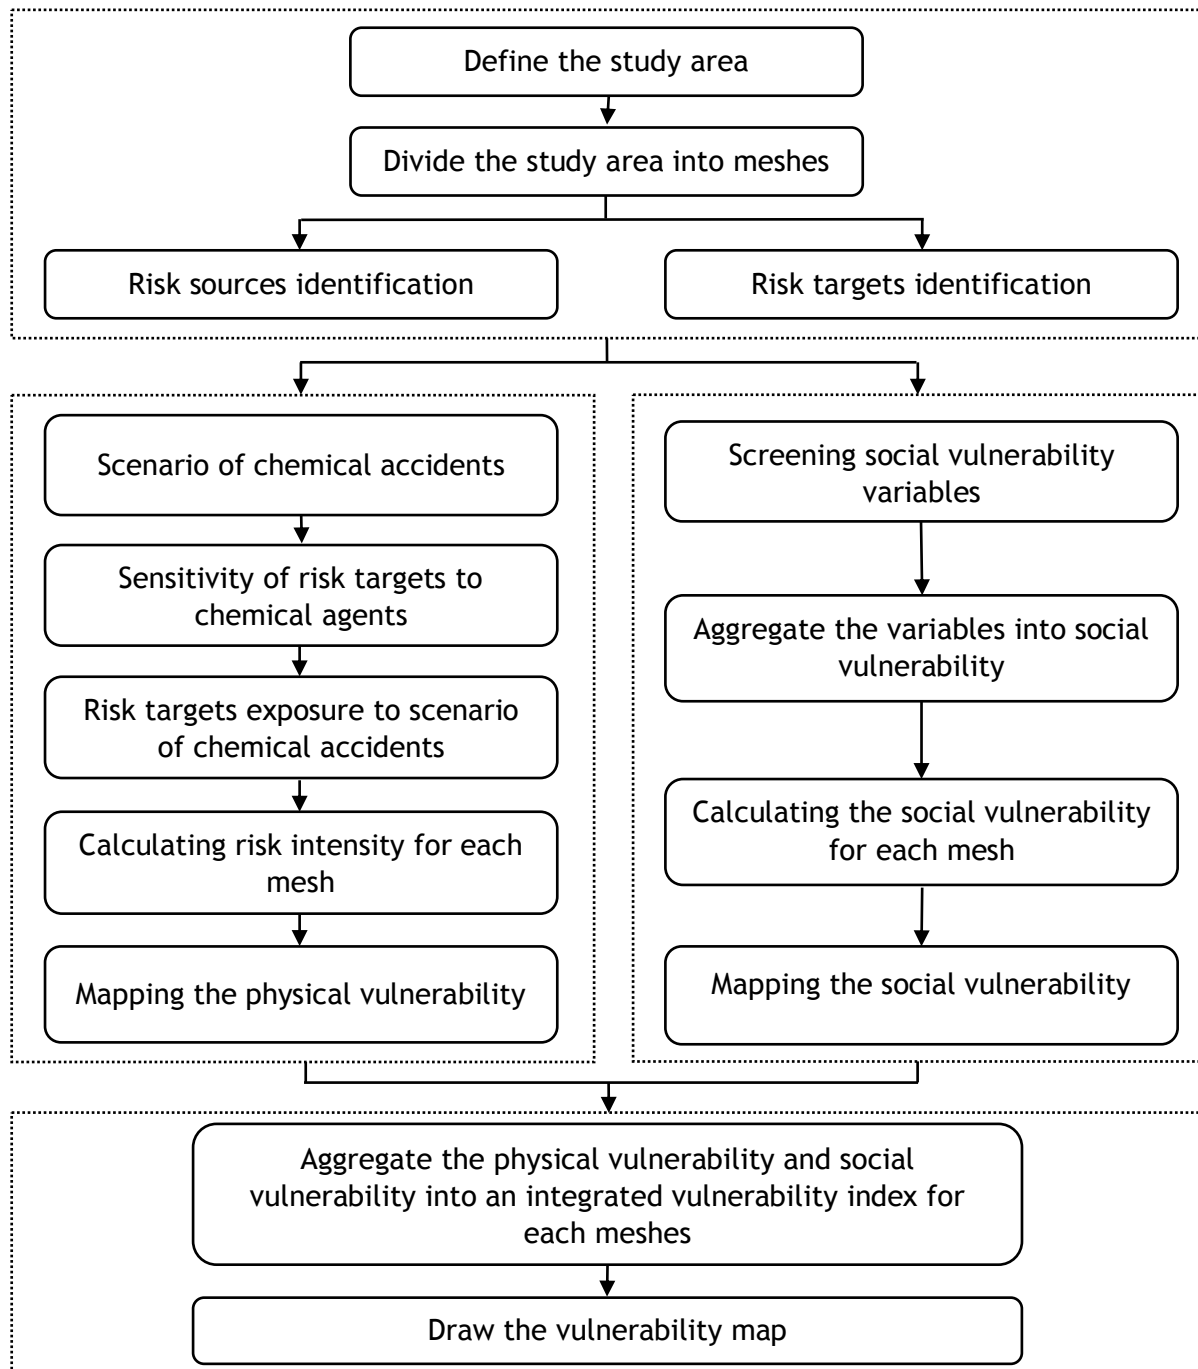 Define the study area
Divide the study area into meshes
Risk sources identification
Risk targets identification
Scenario of chemical accidents
Sensitivity of risk targets to
chemical agents
Risk targets exposure to scenario
of chemical accidents
Calculating risk intensity for each
mesh
Mapping the physical vulnerability
Screening social vulnerability
variables
Aggregate the variables into social
vulnerability
Calculating the social vulnerability
for each mesh
Mapping the social vulnerability
Aggregate the physical vulnerability and social
vulnerability into an integrated vulnerability index for
each meshes
Draw the vulnerability map